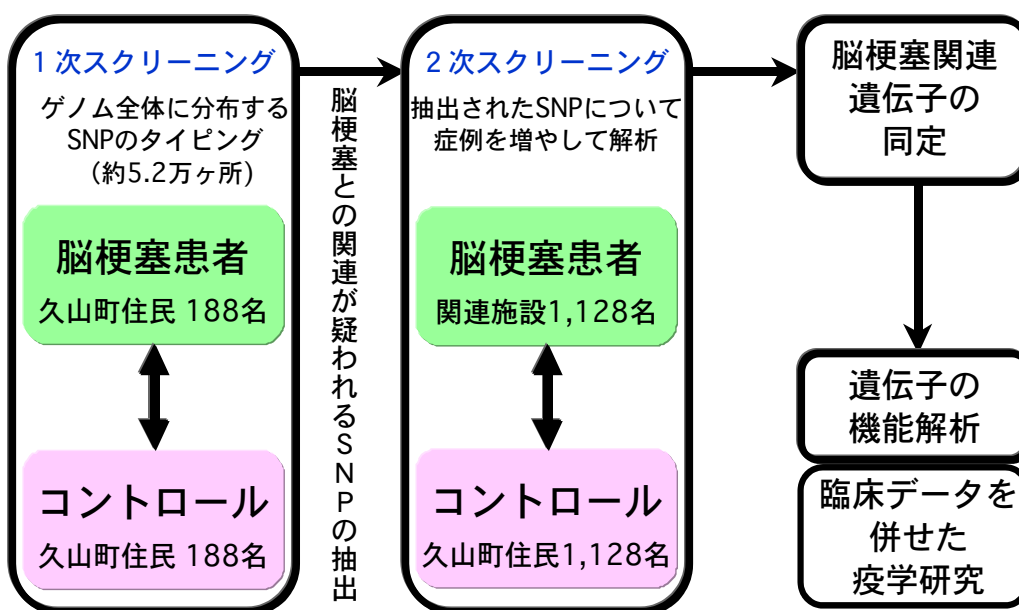 1次スクリーニング
ゲノム全体に分布する
SNPのタイピング
(約5.2万ヶ所)
脳梗塞患者
久山町住民 188名
コントロール
久山町住民 188名
脳梗塞との関連が疑われるSNPの抽出
2次スクリーニング
抽出されたSNPについて
症例を増やして解析
脳梗塞患者
関連施設1,128名
コントロール
久山町住民1,128名
脳梗塞関連
遺伝子の
同定
遺伝子の
機能解析
臨床データを
併せた
疫学研究